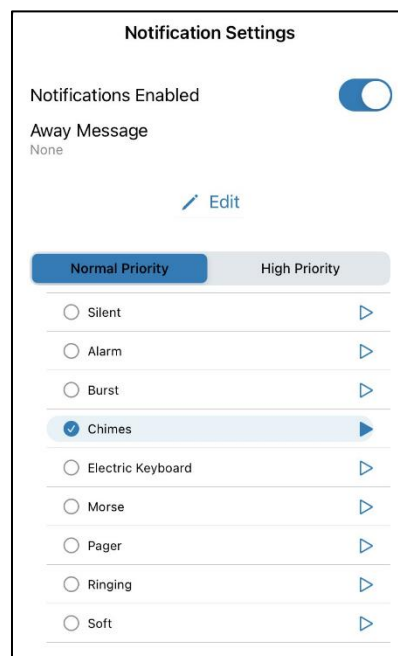 Notification Settings
Notifications Enabled
Away Message
None
Edit
Normal Priority High Priority
Silent
Alarm
Burst
Chimes
Electric Keyboard
Morse
Pager
Ringing
Soft